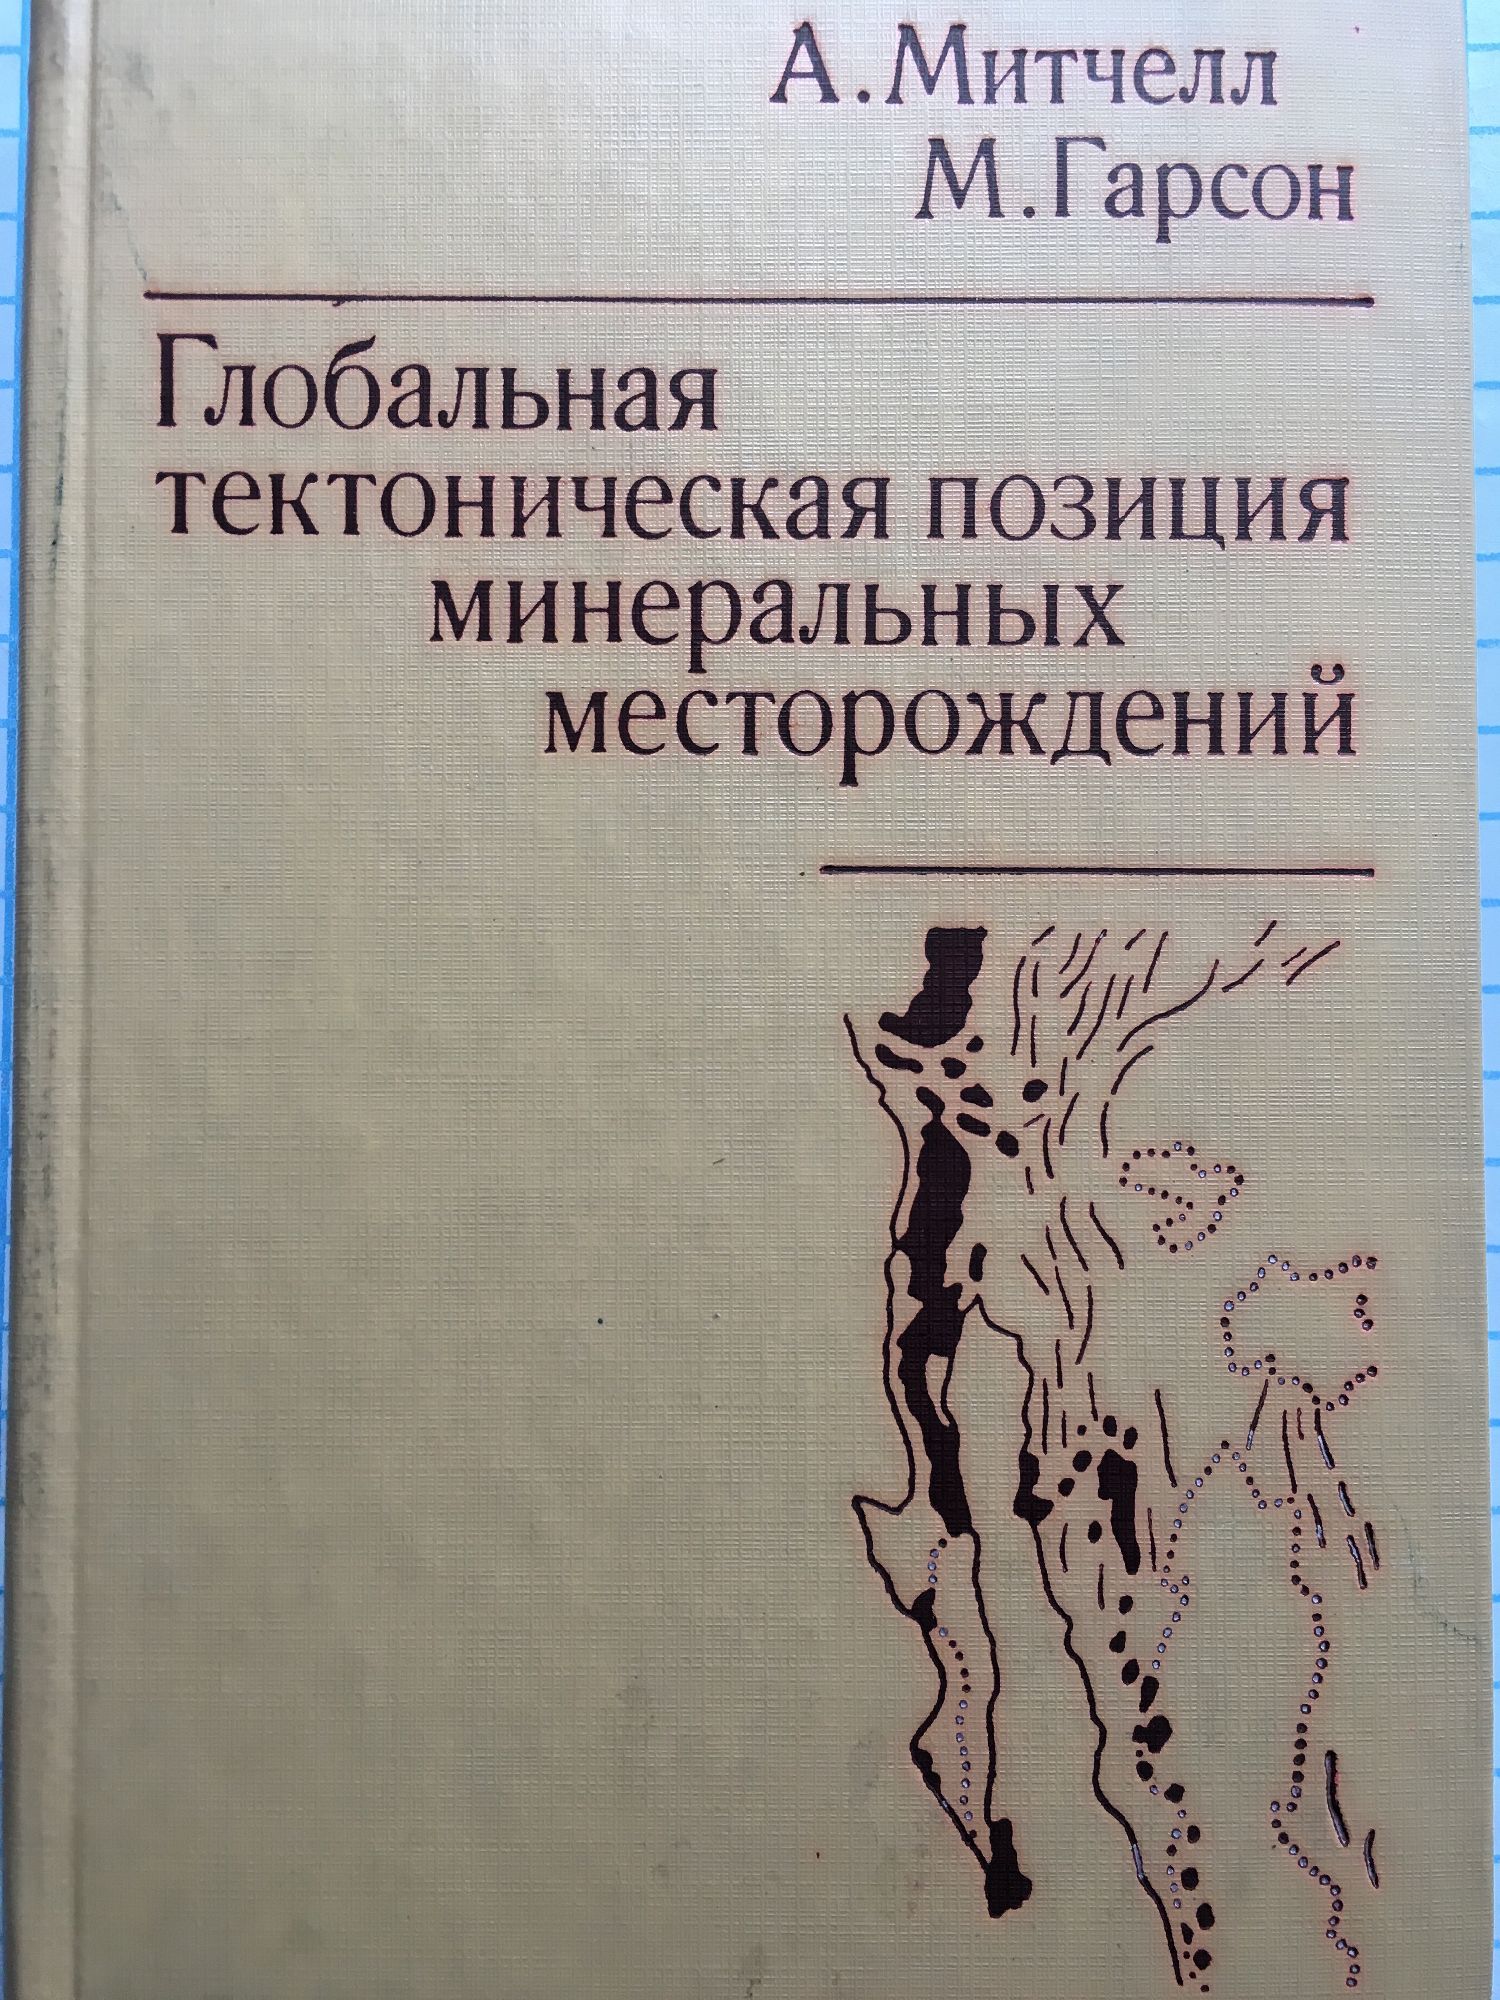 А. Митчелл
М. Гарсон
Глобальная
тектоническая позиция
минеральных
месторождений